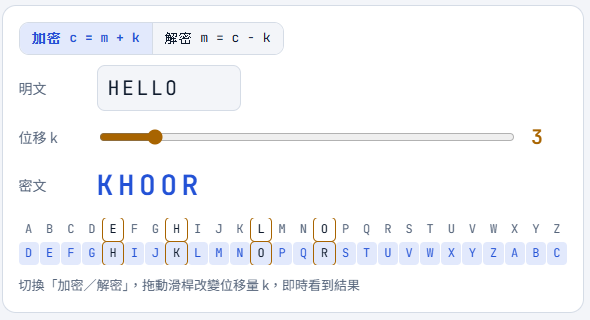 加密 c = m + k 解密 m = c - k
明文 HELLO
位移 k 3
密文 KHOOR
A B C D E F G H I J K L M N O P Q R S T U V W X Y Z
D E F G H I J K L M N O P Q R S T U V W X Y Z A B C
切換「加密／解密」，拖動滑桿改變位移量 k，即時看到結果